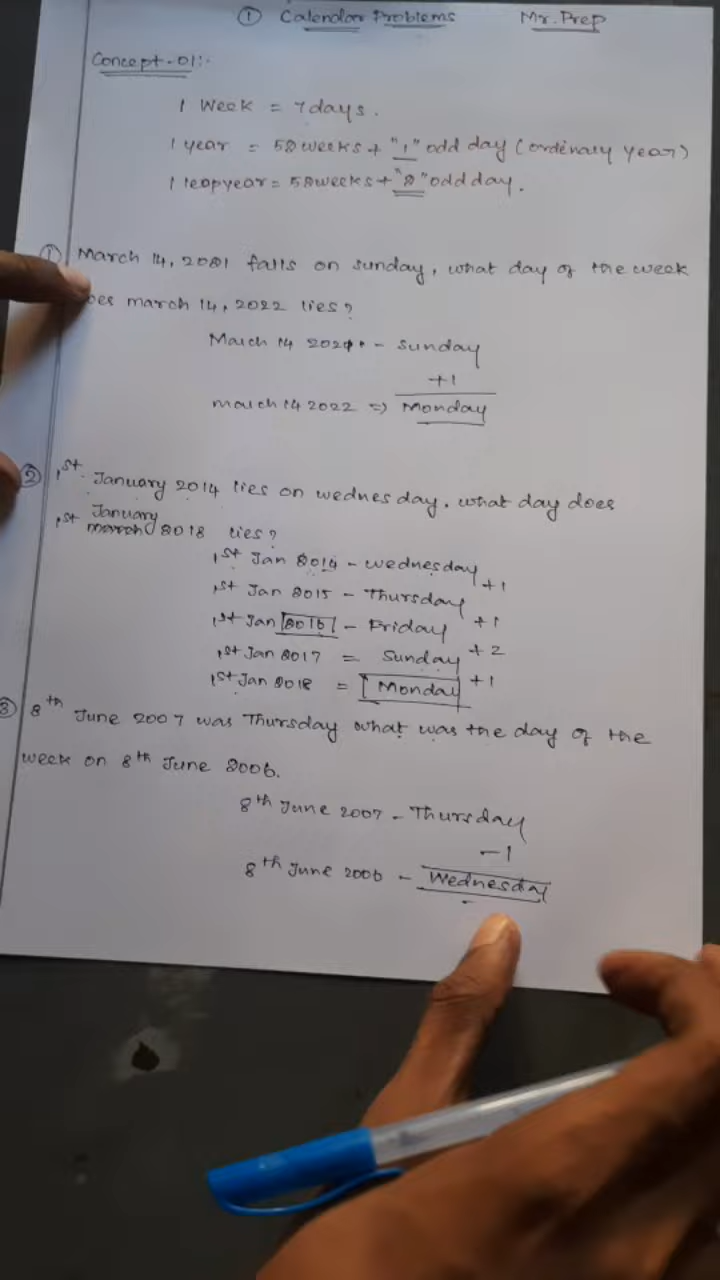 ① Calendar Problems Mr. Prep
Concept-01:-
1 Week = 7 days.
1 year = 52 weeks + "1" odd day (ordinary year)
1 leapyear = 52 weeks + "2" odd day.
① March 14, 2021 falls on sunday, what day of the week
oes march 14, 2022 lies?
March 14 2021 - Sunday
+1
march 14 2022 => Monday
② 1st January 2014 lies on wednesday. what day does
1st January 2018 lies?
1st Jan 2014 - wednesday +1
1st Jan 2015 - Thursday +1
1st Jan 2016 - Friday +2
1st Jan 2017 = Sunday +1
1st Jan 2018 = Monday
③ 8th June 2007 was Thursday what was the day of the
week on 8th June 2006.
8th June 2007 - Thursday
-1
8th June 2006 - Wednesday